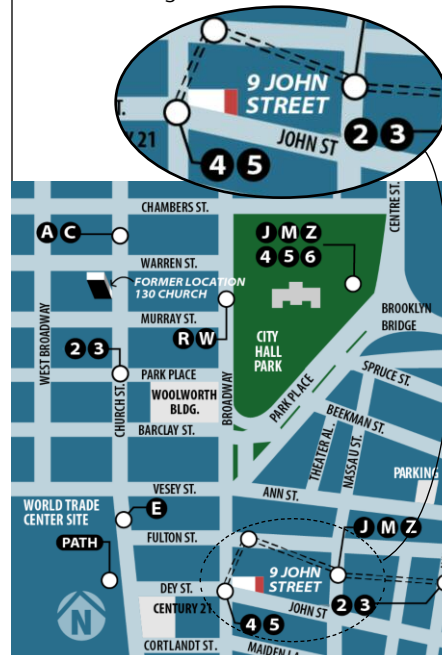 9 JOHN
STREET
JOHN ST
2 3
4 5
CHAMBERS ST.
CENTRE ST.
A C
J M Z
4 5 6
WARREN ST.
FORMER LOCATION
130 CHURCH
MURRAY ST.
R W
CITY
HALL
PARK
BROOKLYN
BRIDGE
2 3
WEST BROADWAY
CHURCH ST.
PARK PLACE
WOOLWORTH
BLDG.
BROADWAY
PARK PLACE
SPRUCE ST.
BEEKMAN ST.
BARCLAY ST.
THEATER AL.
NASSAU ST.
PARKING
VESEY ST.
ANN ST.
WORLD TRADE
CENTER SITE
E
J M Z
FULTON ST.
PATH
9 JOHN
STREET
DEY ST.
CENTURY 21
JOHN ST
2 3
4 5
N
CORTLANDT ST.
MAIDEN LA